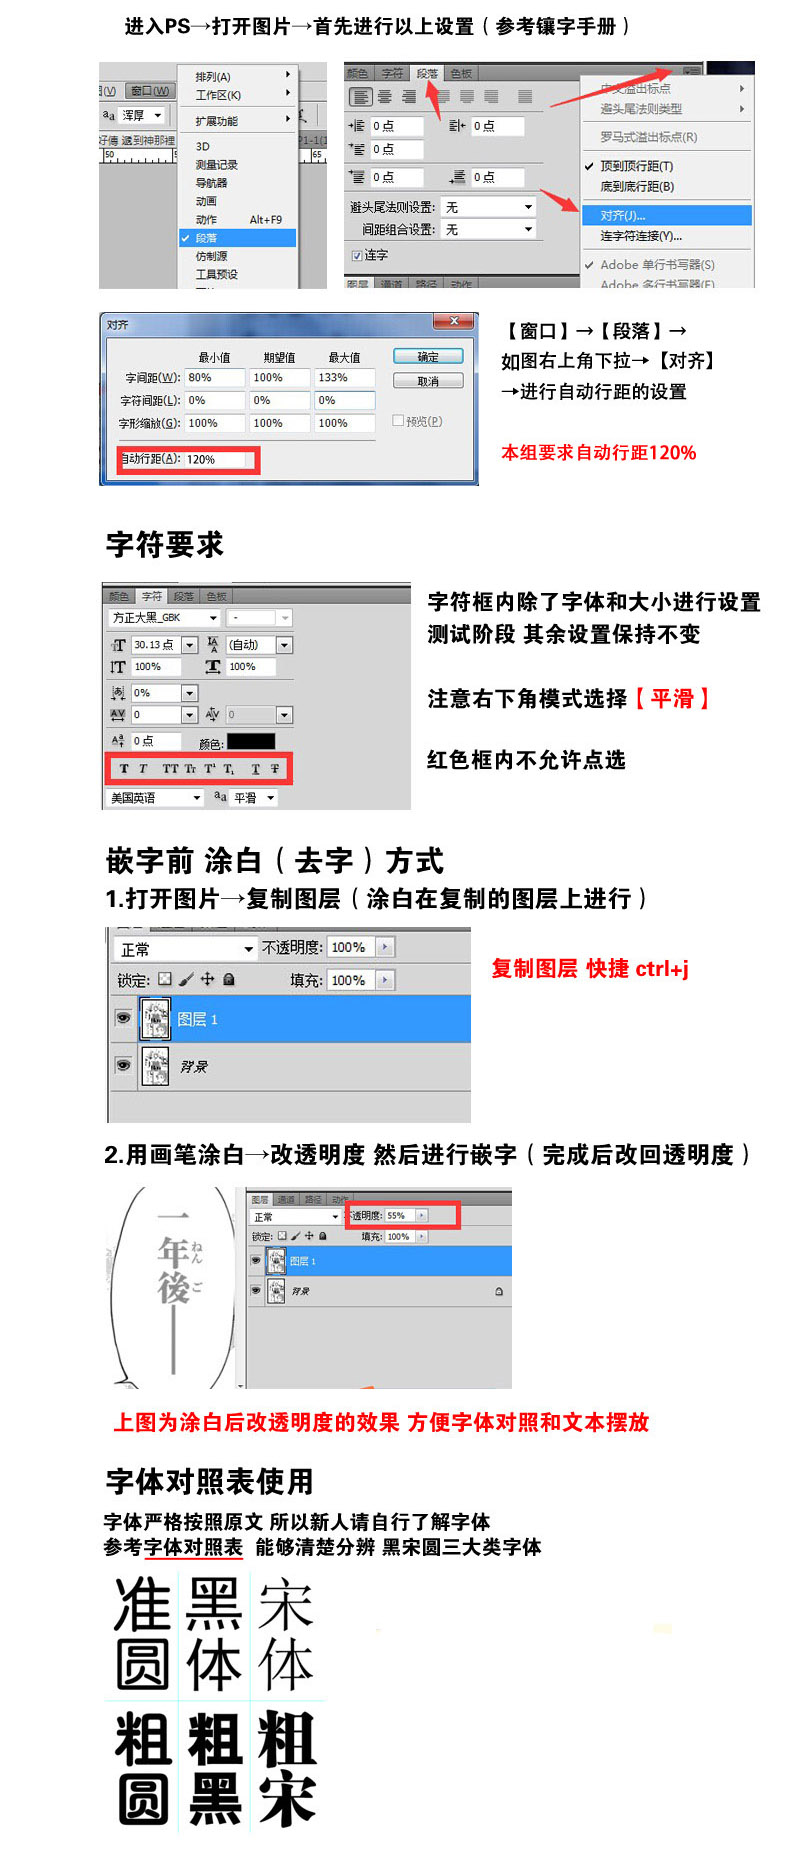 进入PS→打开图片→首先进行以上设置（参考镶字手册）
窗口(W)
浑厚
50
65
排列(A)
工作区(K)
扩展功能
3D
测量记录
导航器
动画
动作 Alt+F9
段落
仿制源
工具预设
颜色 字符 段落 色板
0 点 0 点
0 点
0 点 0 点
避头尾法则设置: 无
间距组合设置: 无
连字
图层 通道 路径 动作
中文溢出标点
避头尾法则类型
罗马式溢出标点(R)
顶到顶行距(T)
底到底行距(B)
对齐(J)...
连字符连接(Y)...
Adobe 单行书写器(S)
Adobe 多行书写器(E)
对齐
最小值 期望值 最大值
字间距(W): 80% 100% 133%
字符间距(L): 0% 0% 0%
字形缩放(G): 100% 100% 100%
自动行距(A): 120%
确定
取消
预览(P)
【窗口】→【段落】→
如图右上角下拉→【对齐】
→进行自动行距的设置
本组要求自动行距120%
字符要求
颜色 字符 段落 色板
方正大黑_GBK -
30.13 点 (自动)
100% 100%
0%
0 0
0 点 颜色:
T T TT Tr T¹ T₁ T T
美国英语 aa 平滑
字符框内除了字体和大小进行设置
测试阶段 其余设置保持不变
注意右下角模式选择【平滑】
红色框内不允许点选
嵌字前 涂白（去字）方式
1.打开图片→复制图层（涂白在复制的图层上进行）
正常 不透明度: 100%
锁定: 填充: 100%
图层 1
背景
复制图层 快捷 ctrl+j
2.用画笔涂白→改透明度 然后进行嵌字（完成后改回透明度）
一年後──
ねん ご
图层 通道 路径 动作
正常 不透明度: 55%
锁定: 填充: 100%
图层 1
背景
上图为涂白后改透明度的效果 方便字体对照和文本摆放
字体对照表使用
字体严格按照原文 所以新人请自行了解字体
参考字体对照表 能够清楚分辨 黑宋圆三大类字体
准圆 黑体 宋体
粗圆 粗黑 粗宋